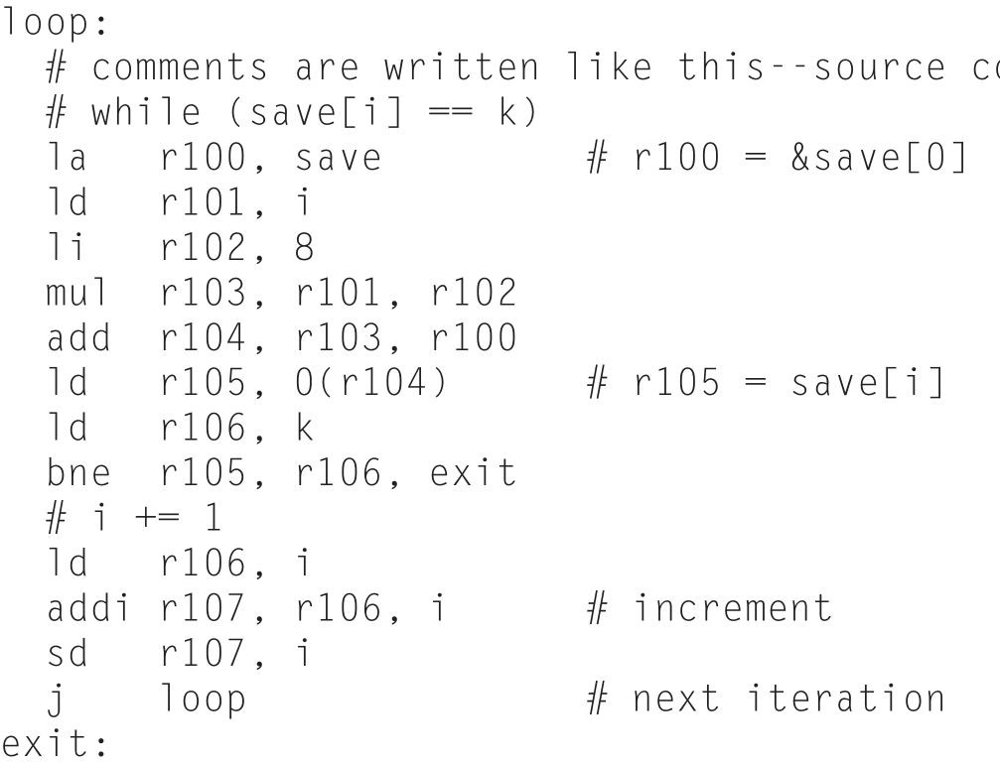 loop:
# comments are written like this--source
# while (save[i] == k)
la r100, save # r100 = &save[0]
ld r101, i
li r102, 8
mul r103, r101, r102
add r104, r103, r100
ld r105, 0(r104) # r105 = save[i]
ld r106, k
bne r105, r106, exit
# i += 1
ld r106, i
addi r107, r106, i # increment
sd r107, i
j loop # next iteration
exit: